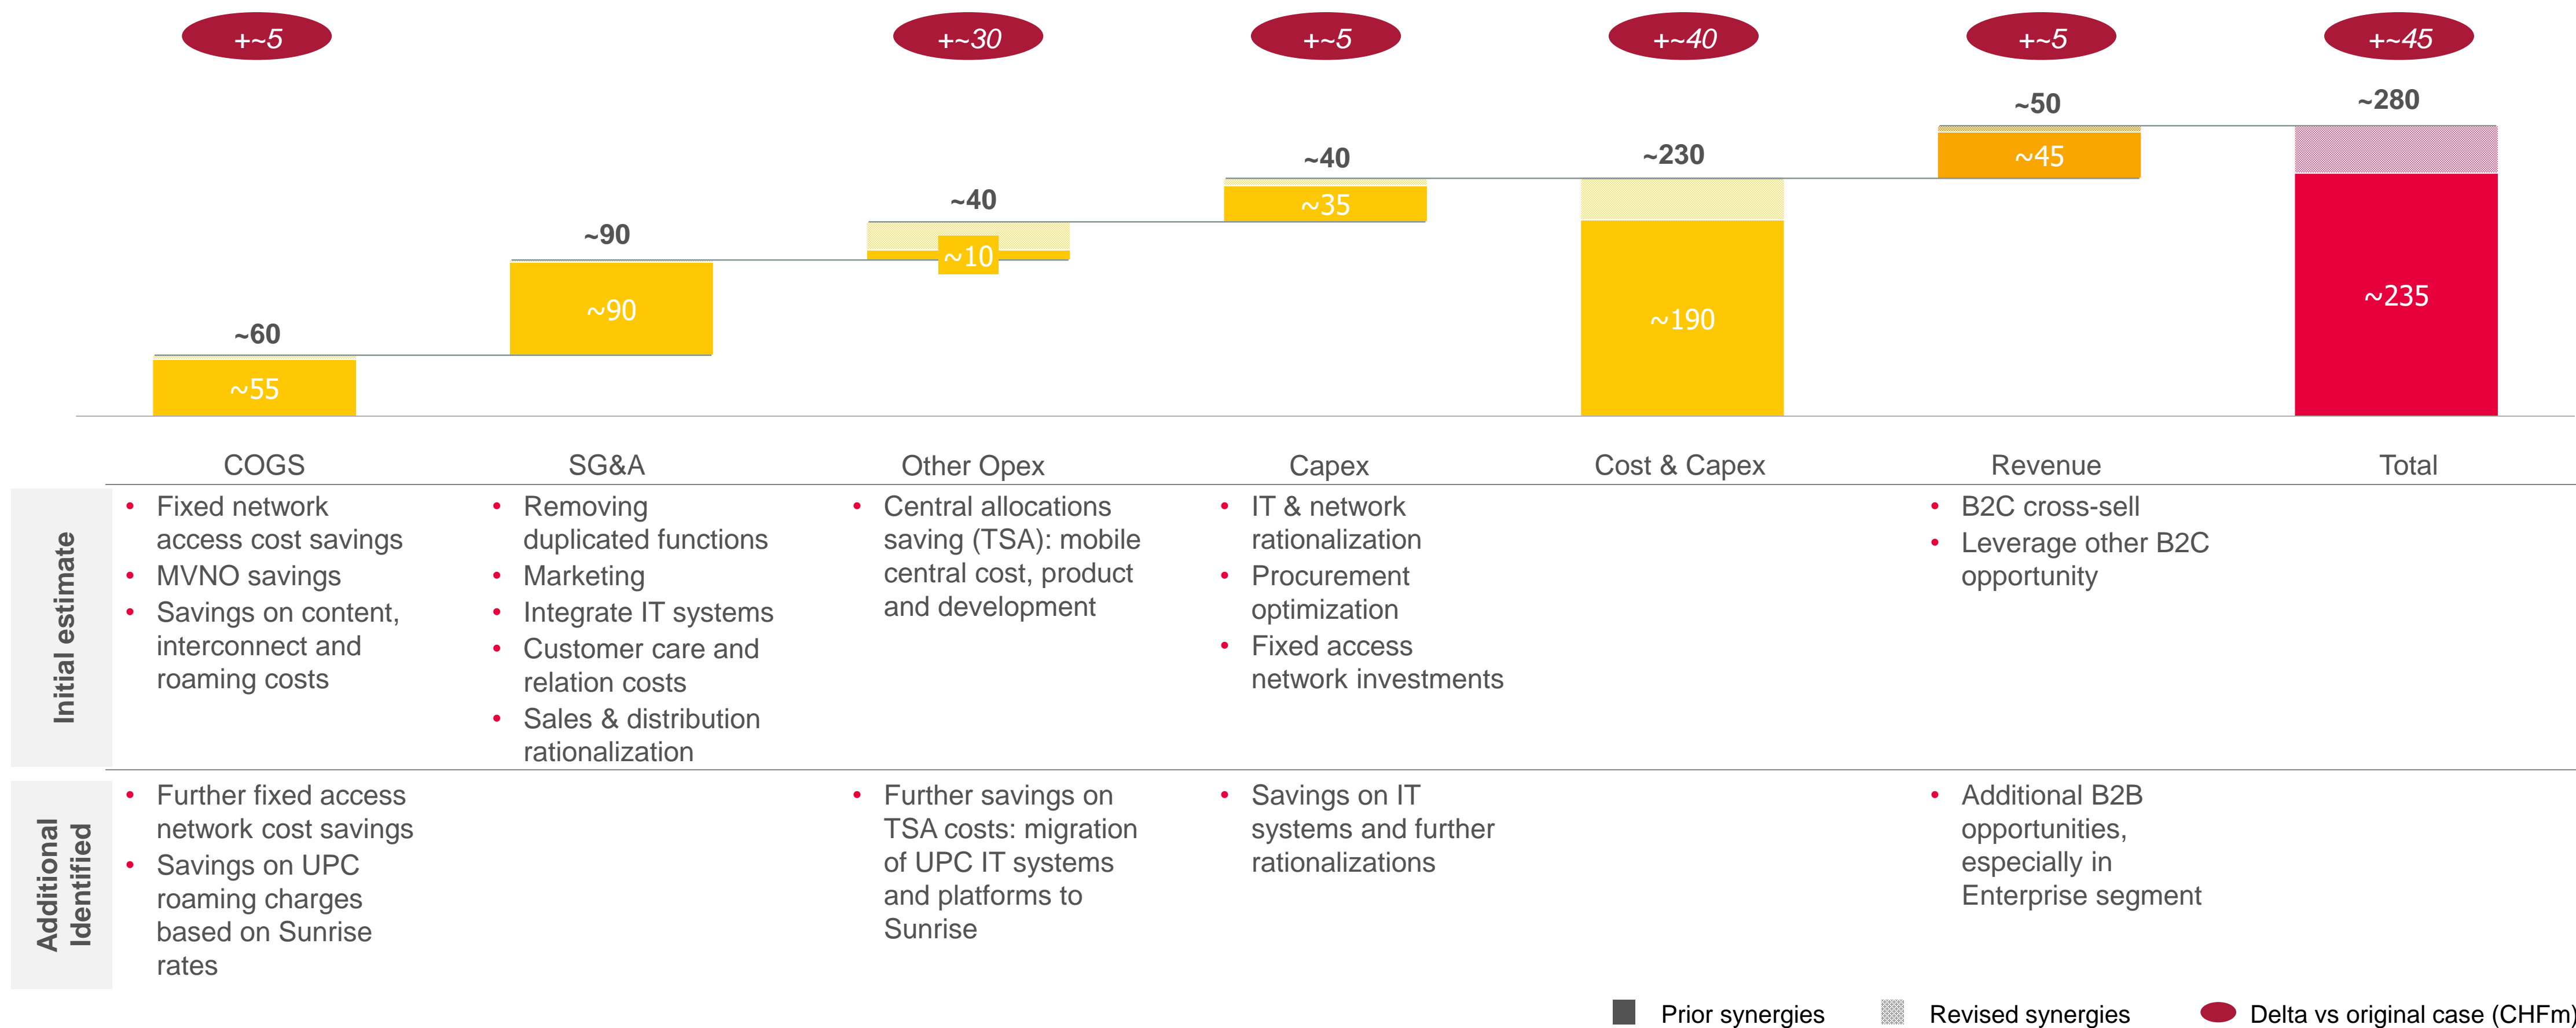 +~5
+~30
+~5
+~40
+~5
+~45
~60
~90
~40
~40
~230
~50
~280
~55
~90
~10
~35
~190
~45
~235
COGS
SG&A
Other Opex
Capex
Cost & Capex
Revenue
Total
Initial estimate
• Fixed network
access cost savings
• MVNO savings
• Savings on content,
interconnect and
roaming costs
• Removing
duplicated functions
• Marketing
• Integrate IT systems
• Customer care and
relation costs
• Sales & distribution
rationalization
• Central allocations
saving (TSA): mobile
central cost, product
and development
• IT & network
rationalization
• Procurement
optimization
• Fixed access
network investments
• B2C cross-sell
• Leverage other B2C
opportunity
Additional
Identified
• Further fixed access
network cost savings
• Savings on UPC
roaming charges
based on Sunrise
rates
• Further savings on
TSA costs: migration
of UPC IT systems
and platforms to
Sunrise
• Savings on IT
systems and further
rationalizations
• Additional B2B
opportunities,
especially in
Enterprise segment
Prior synergies
Revised synergies
Delta vs original case (CHFm)